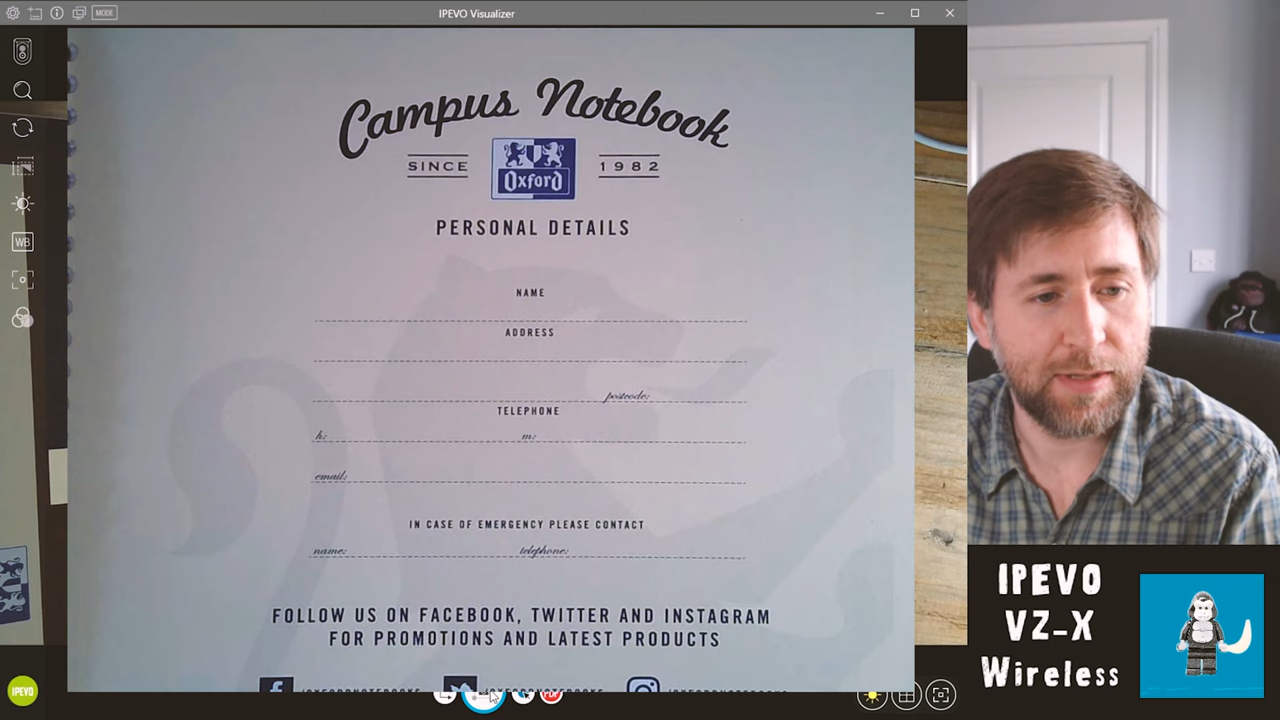 MODE
IPEVO Visualizer
WB
Campus Notebook
SINCE
Oxford
1982
PERSONAL DETAILS
NAME
ADDRESS
postcode:
TELEPHONE
h:
m:
email:
IN CASE OF EMERGENCY PLEASE CONTACT
name:
telephone:
FOLLOW US ON FACEBOOK, TWITTER AND INSTAGRAM
FOR PROMOTIONS AND LATEST PRODUCTS
PDF
IPEVO
IPEVO
VZ-X
Wireless